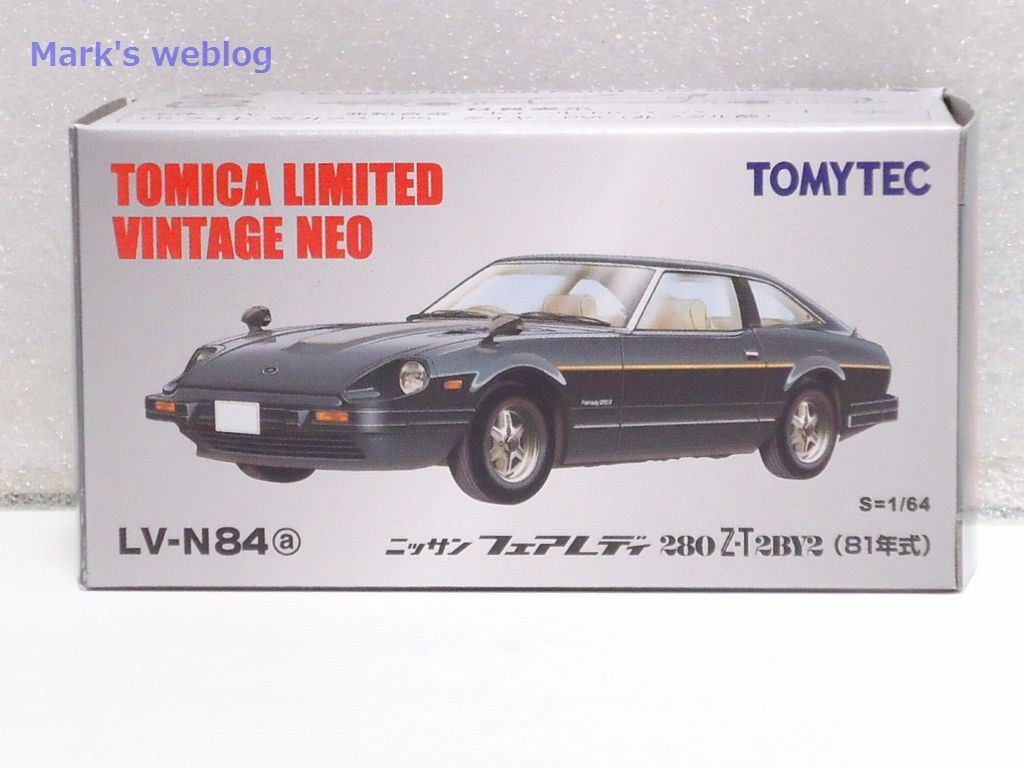 Mark's weblog
TOMICA LIMITED
VINTAGE NEO
TOMYTEC
S=1/64
LV-N84ⓐ
ニッサン フェアレディ 280Z-T 2BY2 (81年式)